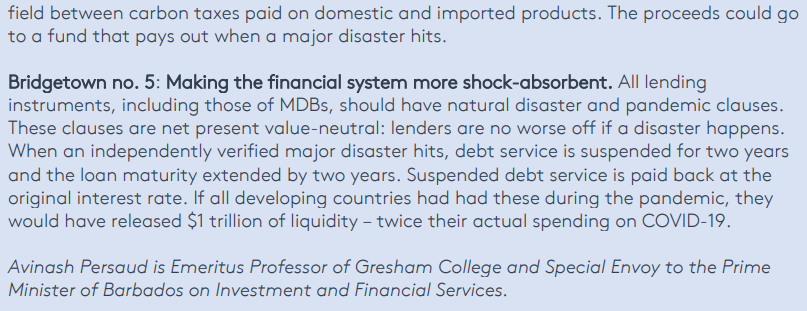 field between carbon taxes paid on domestic and imported products. The proceeds could go
to a fund that pays out when a major disaster hits.
Bridgetown no. 5: Making the financial system more shock-absorbent. All lending
instruments, including those of MDBs, should have natural disaster and pandemic clauses.
These clauses are net present value-neutral: lenders are no worse off if a disaster happens.
When an independently verified major disaster hits, debt service is suspended for two years
and the loan maturity extended by two years. Suspended debt service is paid back at the
original interest rate. If all developing countries had had these during the pandemic, they
would have released $1 trillion of liquidity – twice their actual spending on COVID-19.
Avinash Persaud is Emeritus Professor of Gresham College and Special Envoy to the Prime
Minister of Barbados on Investment and Financial Services.